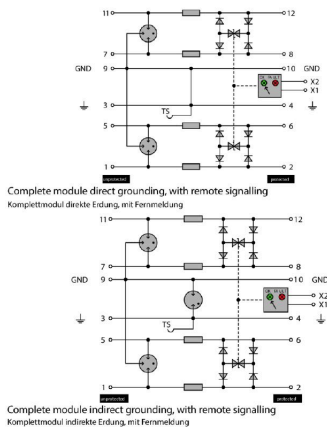 11 12
7 8
GND 9 10 GND
X2
X1
3 4
TS
5 6
1 2
unprotected protected
Complete module direct grounding, with remote signalling
Komplettmodul direkte Erdung, mit Fernmeldung
11 12
7 8
GND 9 10 GND
X2
X1
3 4
TS
5 6
1 2
unprotected protected
Complete module indirect grounding, with remote signalling
Komplettmodul indirekte Erdung, mit Fernmeldung